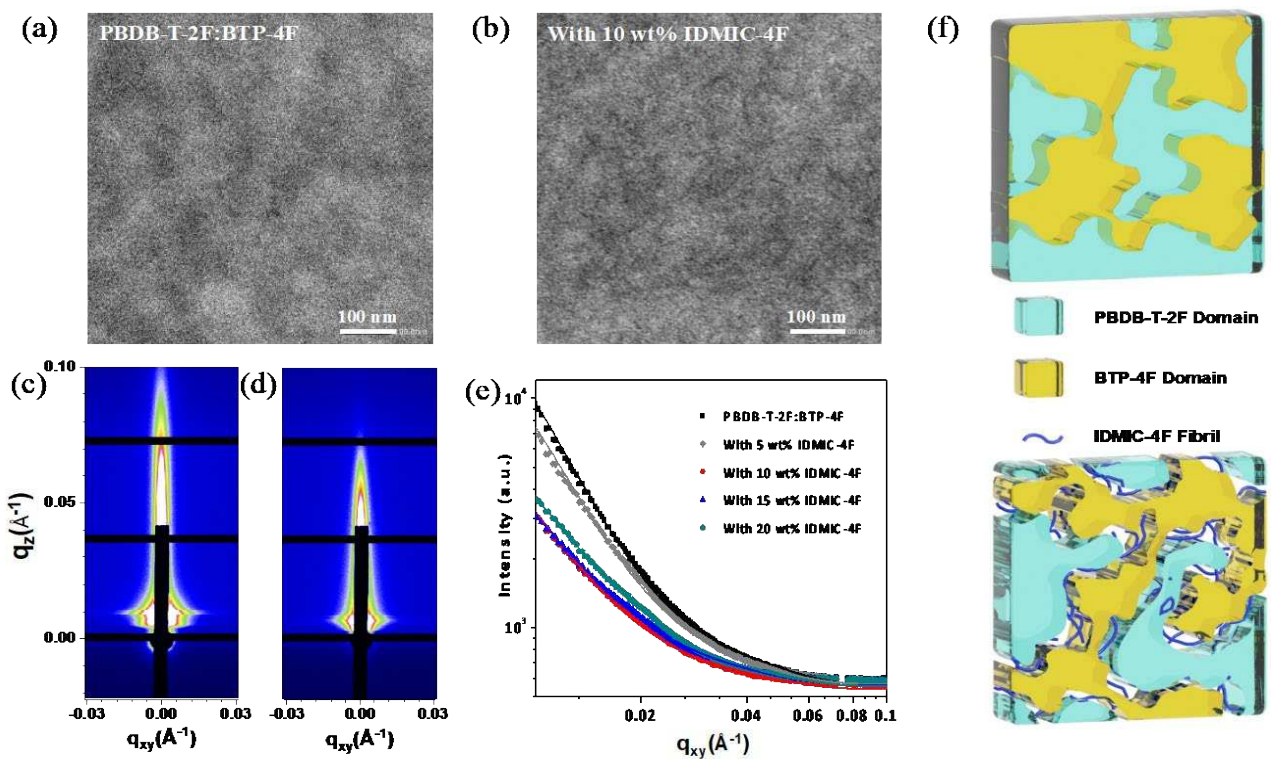 (a)
PBDB-T-2F:BTP-4F
100 nm
(b)
With 10 wt% IDMIC-4F
100 nm
(c)
(d)
0.10
0.05
0.00
qz(Å-1)
-0.03 0.00 0.03
qxy(Å-1)
-0.03 0.00 0.03
qxy(Å-1)
(e)
10⁴
10³
Intensity (a.u.)
PBDB-T-2F:BTP-4F
With 5 wt% IDMIC-4F
With 10 wt% IDMIC-4F
With 15 wt% IDMIC-4F
With 20 wt% IDMIC-4F
0.02 0.04 0.06 0.08 0.1
qxy(Å-1)
(f)
PBDB-T-2F Domain
BTP-4F Domain
IDMIC-4F Fibril